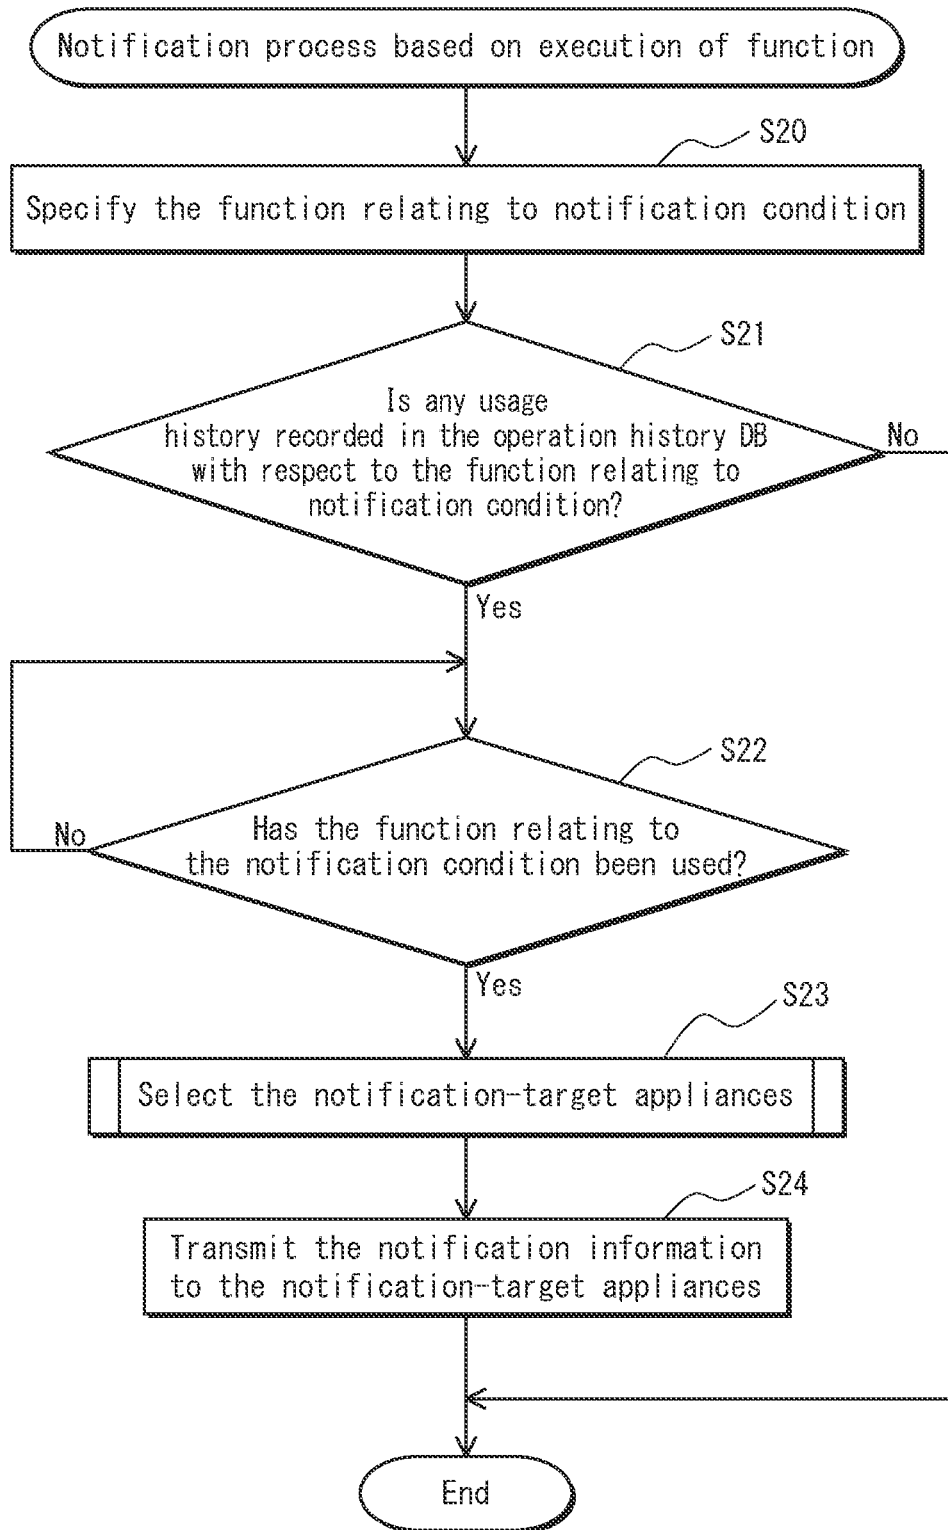 Notification process based on execution of function
S20
Specify the function relating to notification condition
S21
Is any usage
history recorded in the operation history DB
with respect to the function relating to
notification condition?
No
Yes
S22
Has the function relating to
the notification condition been used?
No
Yes
S23
Select the notification-target appliances
S24
Transmit the notification information
to the notification-target appliances
End